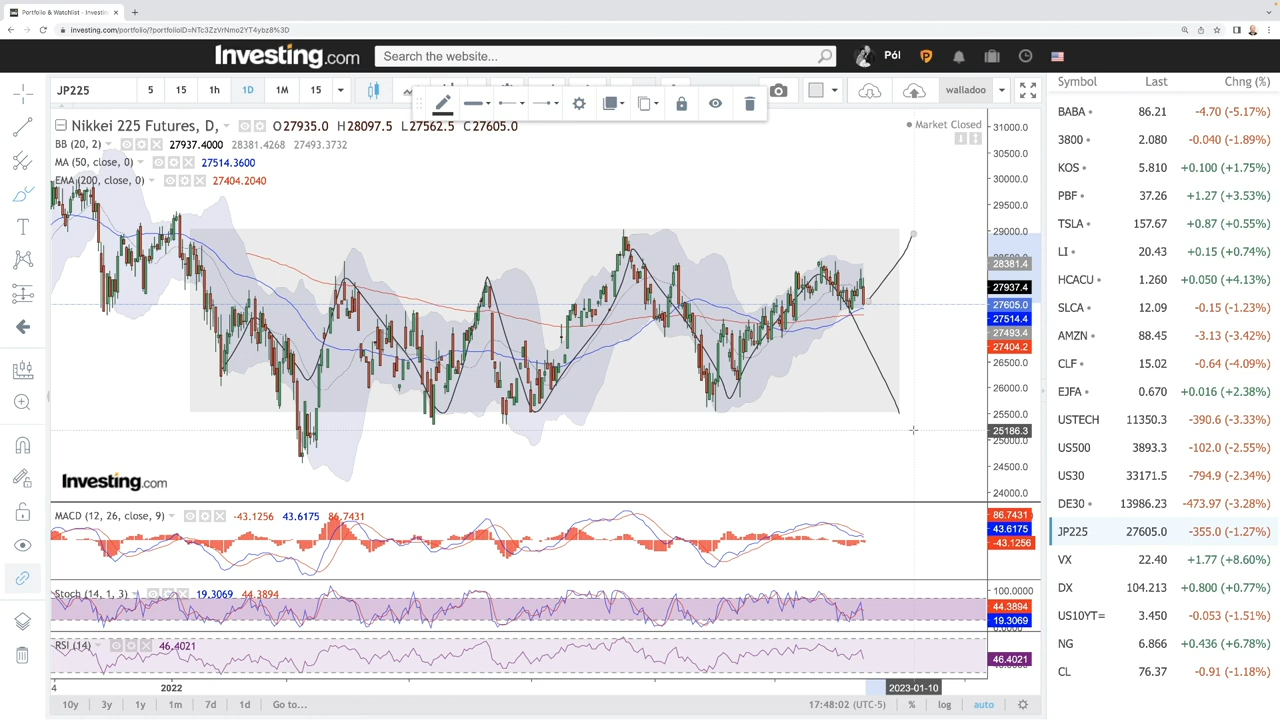 Portfolio & Watchlist - Investin
investing.com/portfolio/?portfolioID=NTc3ZzVrNmo2YT4ybz8%3D
Investing.com Search the website... Pól
JP225 5 15 1h 1D 1M 15 walladoo
Nikkei 225 Futures, D, O27935.0 H28097.5 L27562.5 C27605.0
Market Closed
BB (20, 2) 27937.4000 28381.4268 27493.3732
MA (50, close, 0) 27514.3600
EMA (200, close, 0) 27404.2040
31000.0
30500.0
30000.0
29500.0
29000.0
28381.4
27937.4
27605.0
27514.4
27493.4
27404.2
26500.0
26000.0
25500.0
25186.3
25000.0
24500.0
24000.0
Investing.com
MACD (12, 26, close, 9) -43.1256 43.6175 86.7431
86.7431
43.6175
-43.1256
Stoch (14, 1, 3) 19.3069 44.3894
100.0000
44.3894
19.3069
RSI (14) 46.4021
46.4021
4 2022 2023-01-10
10y 3y 1y 1m 7d 1d Go to... 17:48:02 (UTC-5) % log auto
Symbol Last Chng (%)
BABA 86.21 -4.70 (-5.17%)
3800 2.080 -0.040 (-1.89%)
KOS 5.810 +0.100 (+1.75%)
PBF 37.26 +1.27 (+3.53%)
TSLA 157.67 +0.87 (+0.55%)
LI 20.43 +0.15 (+0.74%)
HCACU 1.260 +0.050 (+4.13%)
SLCA 12.09 -0.15 (-1.23%)
AMZN 88.45 -3.13 (-3.42%)
CLF 15.02 -0.64 (-4.09%)
EJFA 0.670 +0.016 (+2.38%)
USTECH 11350.3 -390.6 (-3.33%)
US500 3893.3 -102.0 (-2.55%)
US30 33171.5 -794.9 (-2.34%)
DE30 13986.23 -473.97 (-3.28%)
JP225 27605.0 -355.0 (-1.27%)
VX 22.40 +1.77 (+8.60%)
DX 104.213 +0.800 (+0.77%)
US10YT= 3.450 -0.053 (-1.51%)
NG 6.866 +0.436 (+6.78%)
CL 76.37 -0.91 (-1.18%)